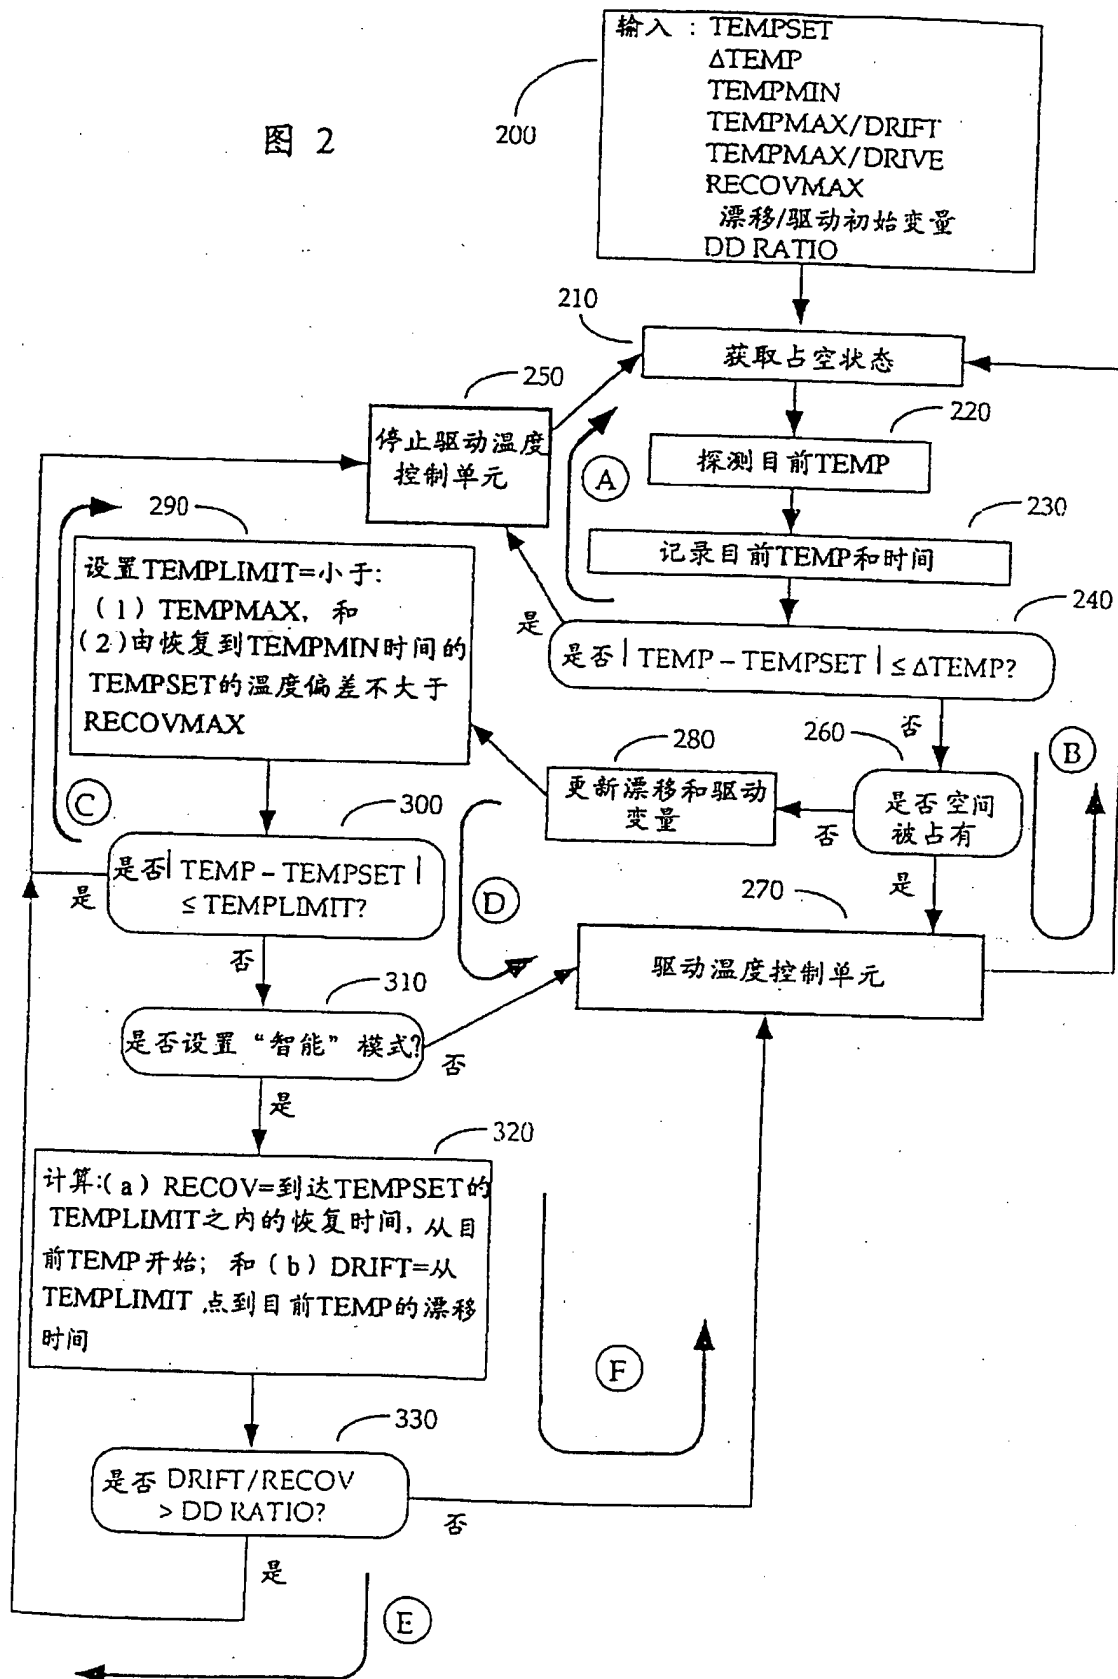 图 2
200
输入 : TEMPSET
ΔTEMP
TEMPMIN
TEMPMAX/DRIFT
TEMPMAX/DRIVE
RECOVMAX
漂移/驱动初始变量
DD RATIO
210
获取占空状态
220
探测目前TEMP
230
记录目前TEMP和时间
240
是否|TEMP – TEMPSET| ≤ ΔTEMP?
是
否
250
停止驱动温度
控制单元
A
260
是否空间
被占有
否
是
B
270
驱动温度控制单元
280
更新漂移和驱动
变量
290
设置TEMPLIMIT=小于:
(1) TEMPMAX, 和
(2)由恢复到TEMPMIN时间的
TEMPSET的温度偏差不大于
RECOVMAX
C
D
300
是否|TEMP – TEMPSET|
≤ TEMPLIMIT?
是
否
310
是否设置“智能”模式?
否
是
320
计算:(a) RECOV=到达TEMPSET的
TEMPLIMIT之内的恢复时间, 从目
前TEMP开始; 和 (b) DRIFT=从
TEMPLIMIT 点到目前TEMP的漂移
时间
F
330
是否 DRIFT/RECOV
> DD RATIO?
否
是
E